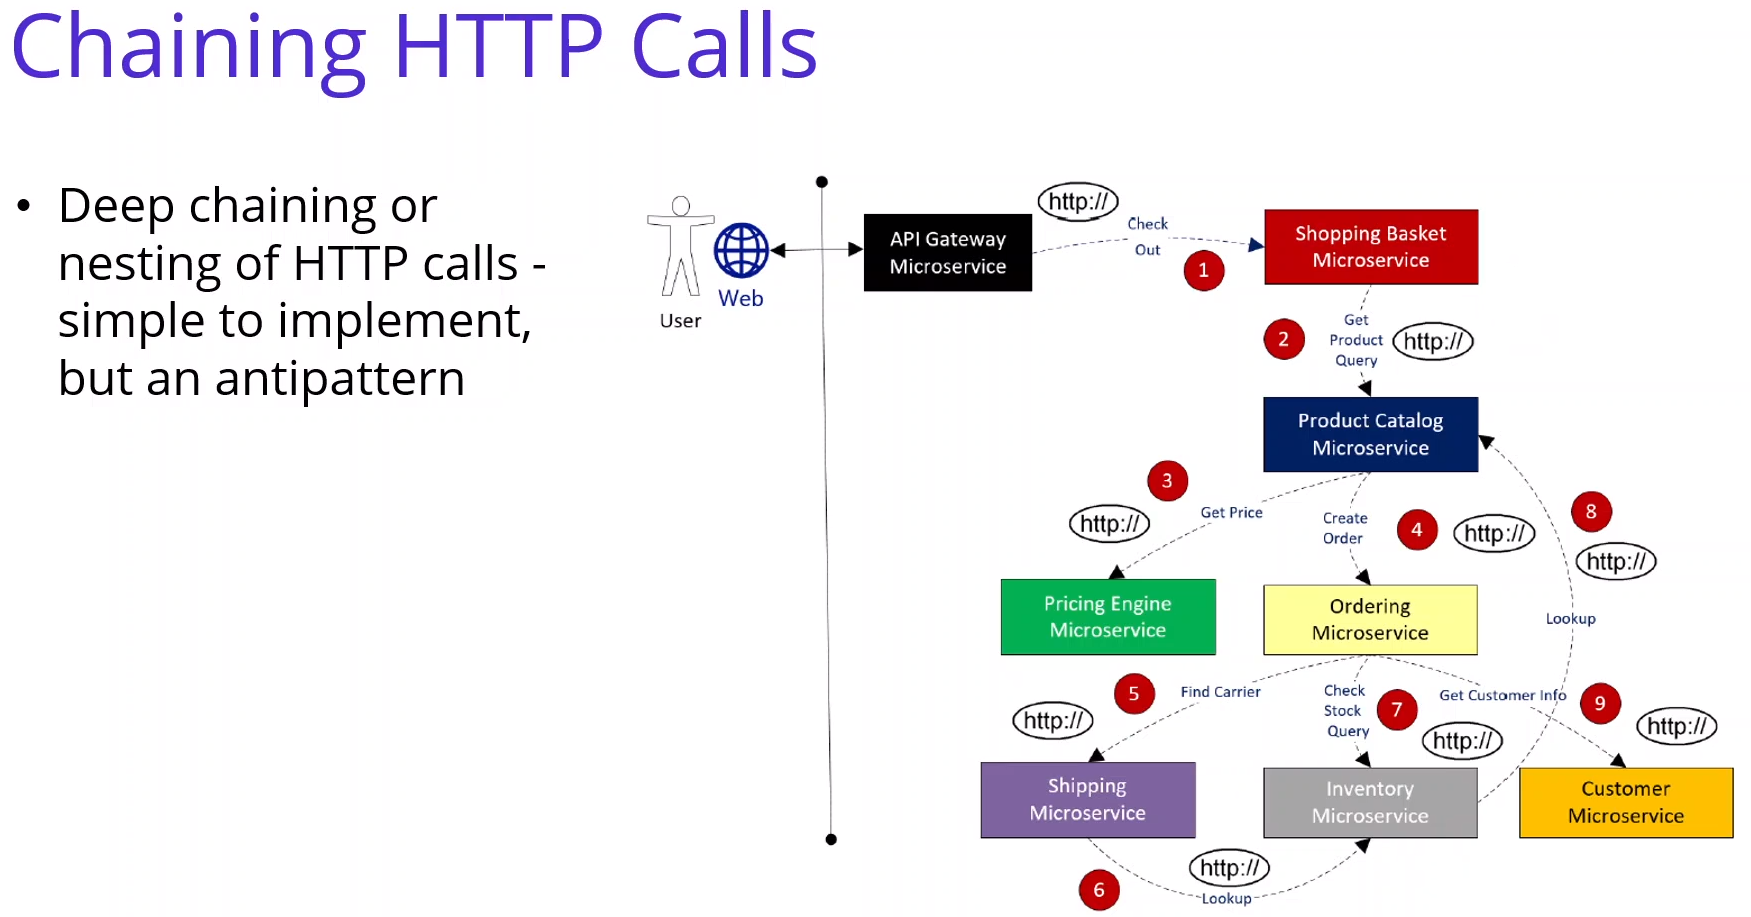 Chaining HTTP Calls
• Deep chaining or
nesting of HTTP calls -
simple to implement,
but an antipattern
User
Web
API Gateway
Microservice
http://
Check
Out
1
Shopping Basket
Microservice
2
Get
Product
Query
http://
Product Catalog
Microservice
3
http://
Get Price
Create
Order
4
http://
8
http://
Lookup
Pricing Engine
Microservice
Ordering
Microservice
5
http://
Find Carrier
Check
Stock
Query
7
http://
Get Customer Info
9
http://
Shipping
Microservice
Inventory
Microservice
Customer
Microservice
6
http://
Lookup